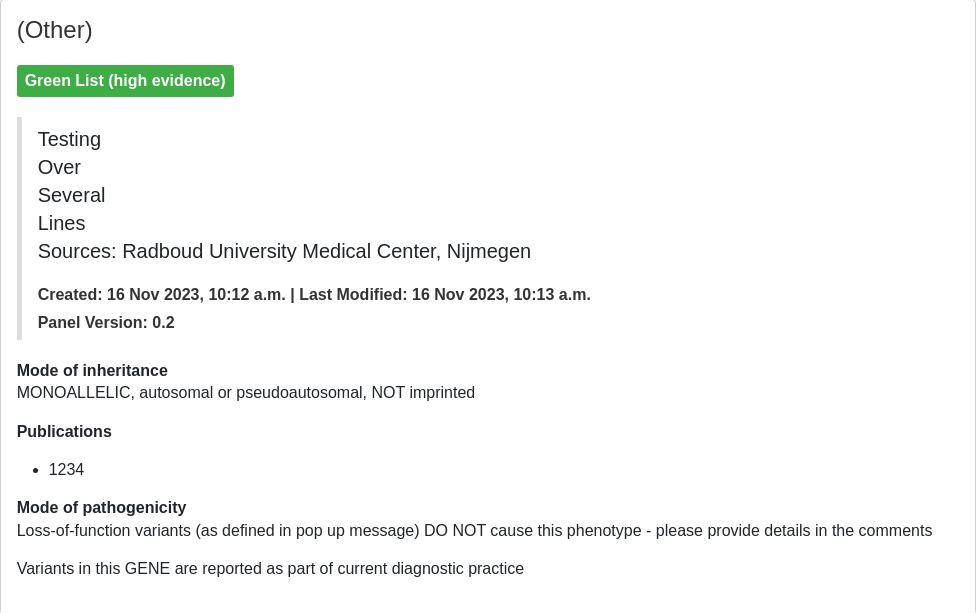 (Other)
Green List (high evidence)
Testing
Over
Several
Lines
Sources: Radboud University Medical Center, Nijmegen
Created: 16 Nov 2023, 10:12 a.m. | Last Modified: 16 Nov 2023, 10:13 a.m.
Panel Version: 0.2
Mode of inheritance
MONOALLELIC, autosomal or pseudoautosomal, NOT imprinted
Publications
• 1234
Mode of pathogenicity
Loss-of-function variants (as defined in pop up message) DO NOT cause this phenotype - please provide details in the comments
Variants in this GENE are reported as part of current diagnostic practice